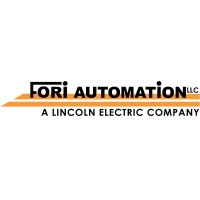 FORI AUTOMATION LLC
A LINCOLN ELECTRIC COMPANY